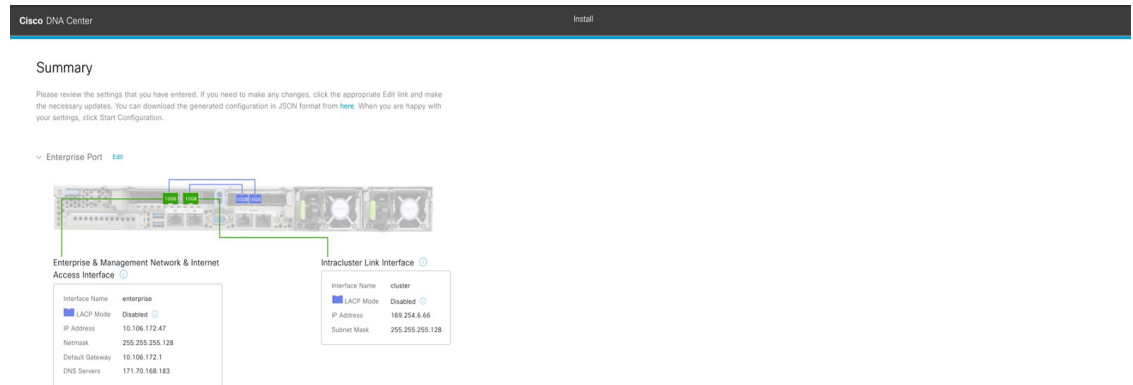 Cisco DNA Center
Install
Summary
Please review the settings that you have entered. If you need to make any changes, click the appropriate Edit link and make
the necessary updates. You can download the generated configuration in JSON format from here. When you are happy with
your settings, click Start Configuration.
Enterprise Port Edit
10GB 10GB 10GB 10GB
Enterprise & Management Network & Internet
Access Interface
Interface Name enterprise
LACP Mode Disabled
IP Address 10.106.172.47
Netmask 255.255.255.128
Default Gateway 10.106.172.1
DNS Servers 171.70.168.183
Intracluster Link Interface
Interface Name cluster
LACP Mode Disabled
IP Address 169.254.6.66
Subnet Mask 255.255.255.128